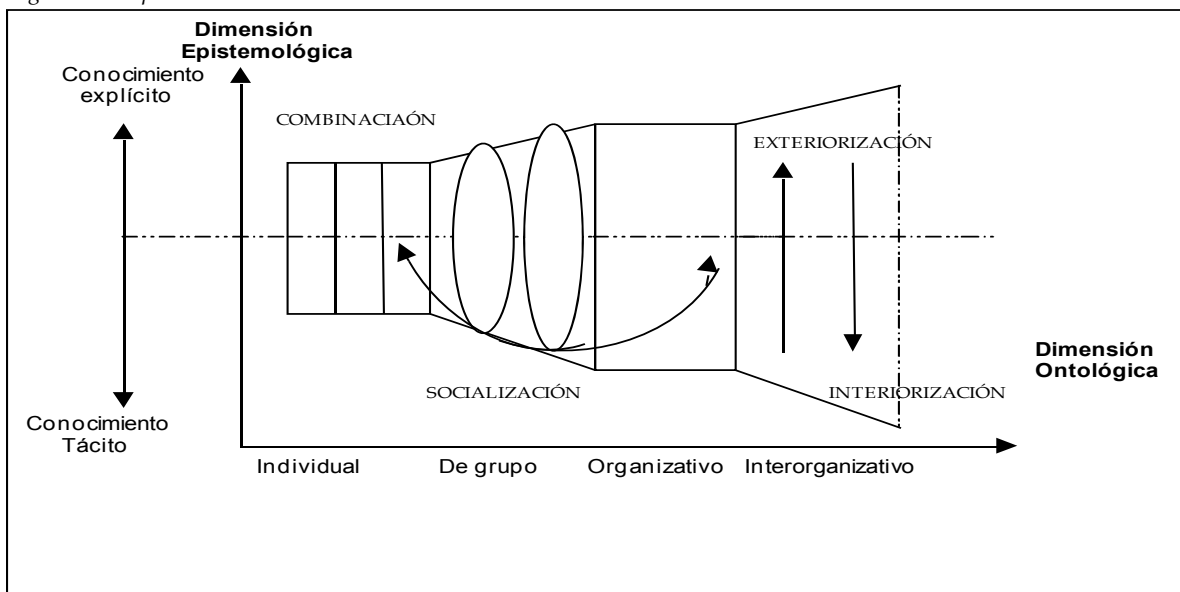 Dimensión
Epistemológica
Conocimiento
explícito
COMBINACIAÓN
EXTERIORIZACIÓN
Dimensión
Ontológica
SOCIALIZACIÓN
INTERIORIZACIÓN
Conocimiento
Tácito
Individual
De grupo
Organizativo
Interorganizativo